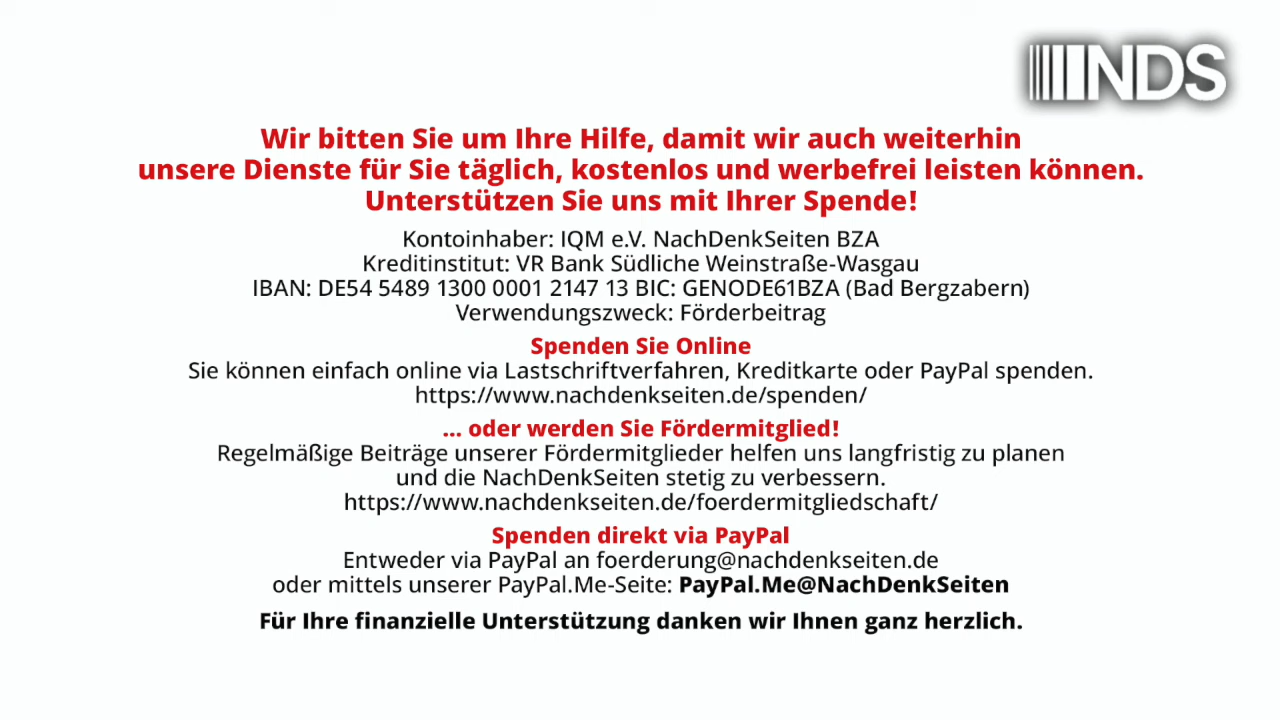 NDS
Wir bitten Sie um Ihre Hilfe, damit wir auch weiterhin
unsere Dienste für Sie täglich, kostenlos und werbefrei leisten können.
Unterstützen Sie uns mit Ihrer Spende!
Kontoinhaber: IQM e.V. NachDenkSeiten BZA
Kreditinstitut: VR Bank Südliche Weinstraße-Wasgau
IBAN: DE54 5489 1300 0001 2147 13 BIC: GENODE61BZA (Bad Bergzabern)
Verwendungszweck: Förderbeitrag
Spenden Sie Online
Sie können einfach online via Lastschriftverfahren, Kreditkarte oder PayPal spenden.
https://www.nachdenkseiten.de/spenden/
... oder werden Sie Fördermitglied!
Regelmäßige Beiträge unserer Fördermitglieder helfen uns langfristig zu planen
und die NachDenkSeiten stetig zu verbessern.
https://www.nachdenkseiten.de/foerdermitgliedschaft/
Spenden direkt via PayPal
Entweder via PayPal an foerderung@nachdenkseiten.de
oder mittels unserer PayPal.Me-Seite: PayPal.Me@NachDenkSeiten
Für Ihre finanzielle Unterstützung danken wir Ihnen ganz herzlich.